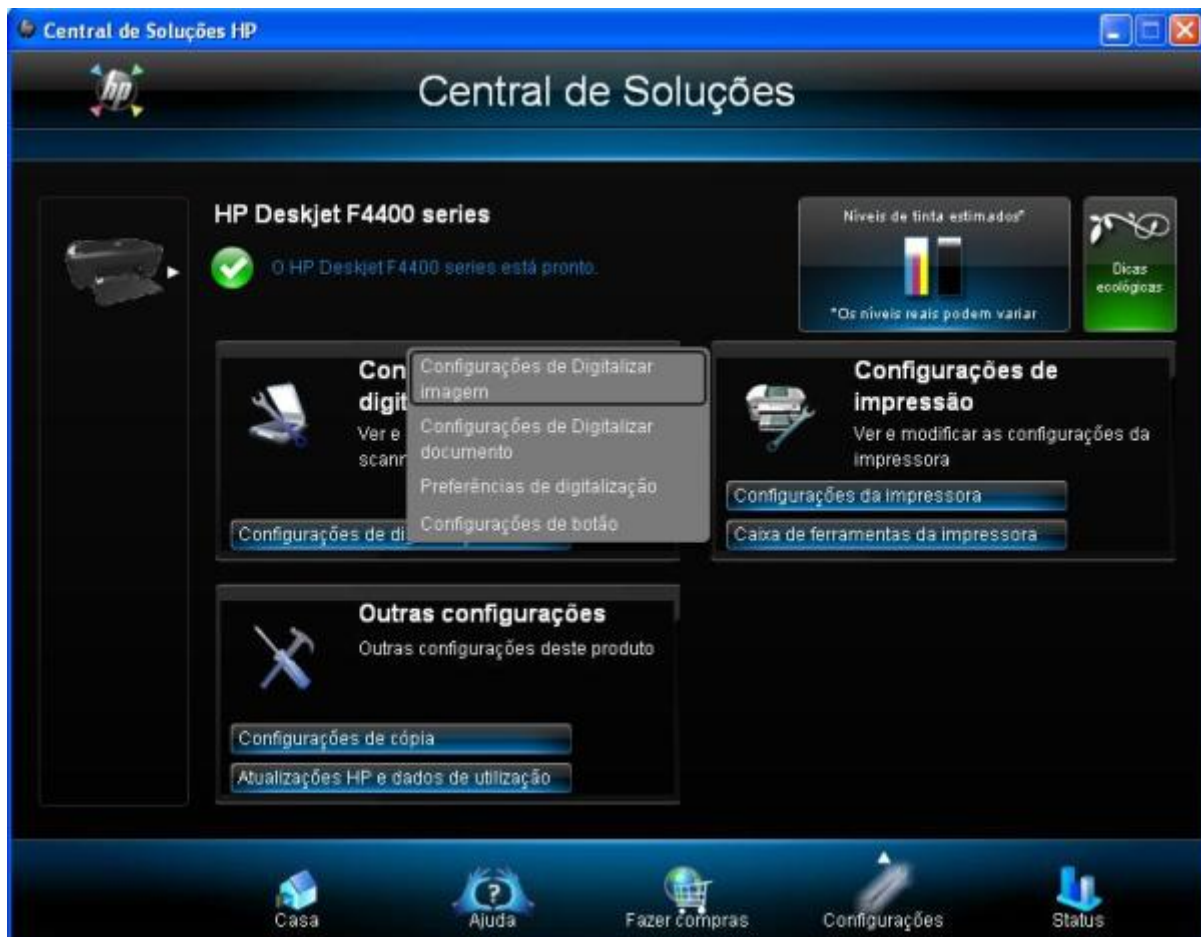 Central de Soluções HP
hp
Central de Soluções
HP Deskjet F4400 series
O HP Deskjet F4400 series está pronto.
Níveis de tinta estimados*
*Os níveis reais podem variar
Dicas
ecológicas
Con
digit
Ver e
scann
Configurações de di
Configurações de Digitalizar
imagem
Configurações de Digitalizar
documento
Preferências de digitalização
Configurações de botão
Configurações de
impressão
Ver e modificar as configurações da
impressora
Configurações da impressora
Caixa de ferramentas da impressora
Outras configurações
Outras configurações deste produto
Configurações de cópia
Atualizações HP e dados de utilização
Casa
Ajuda
Fazer compras
Configurações
Status